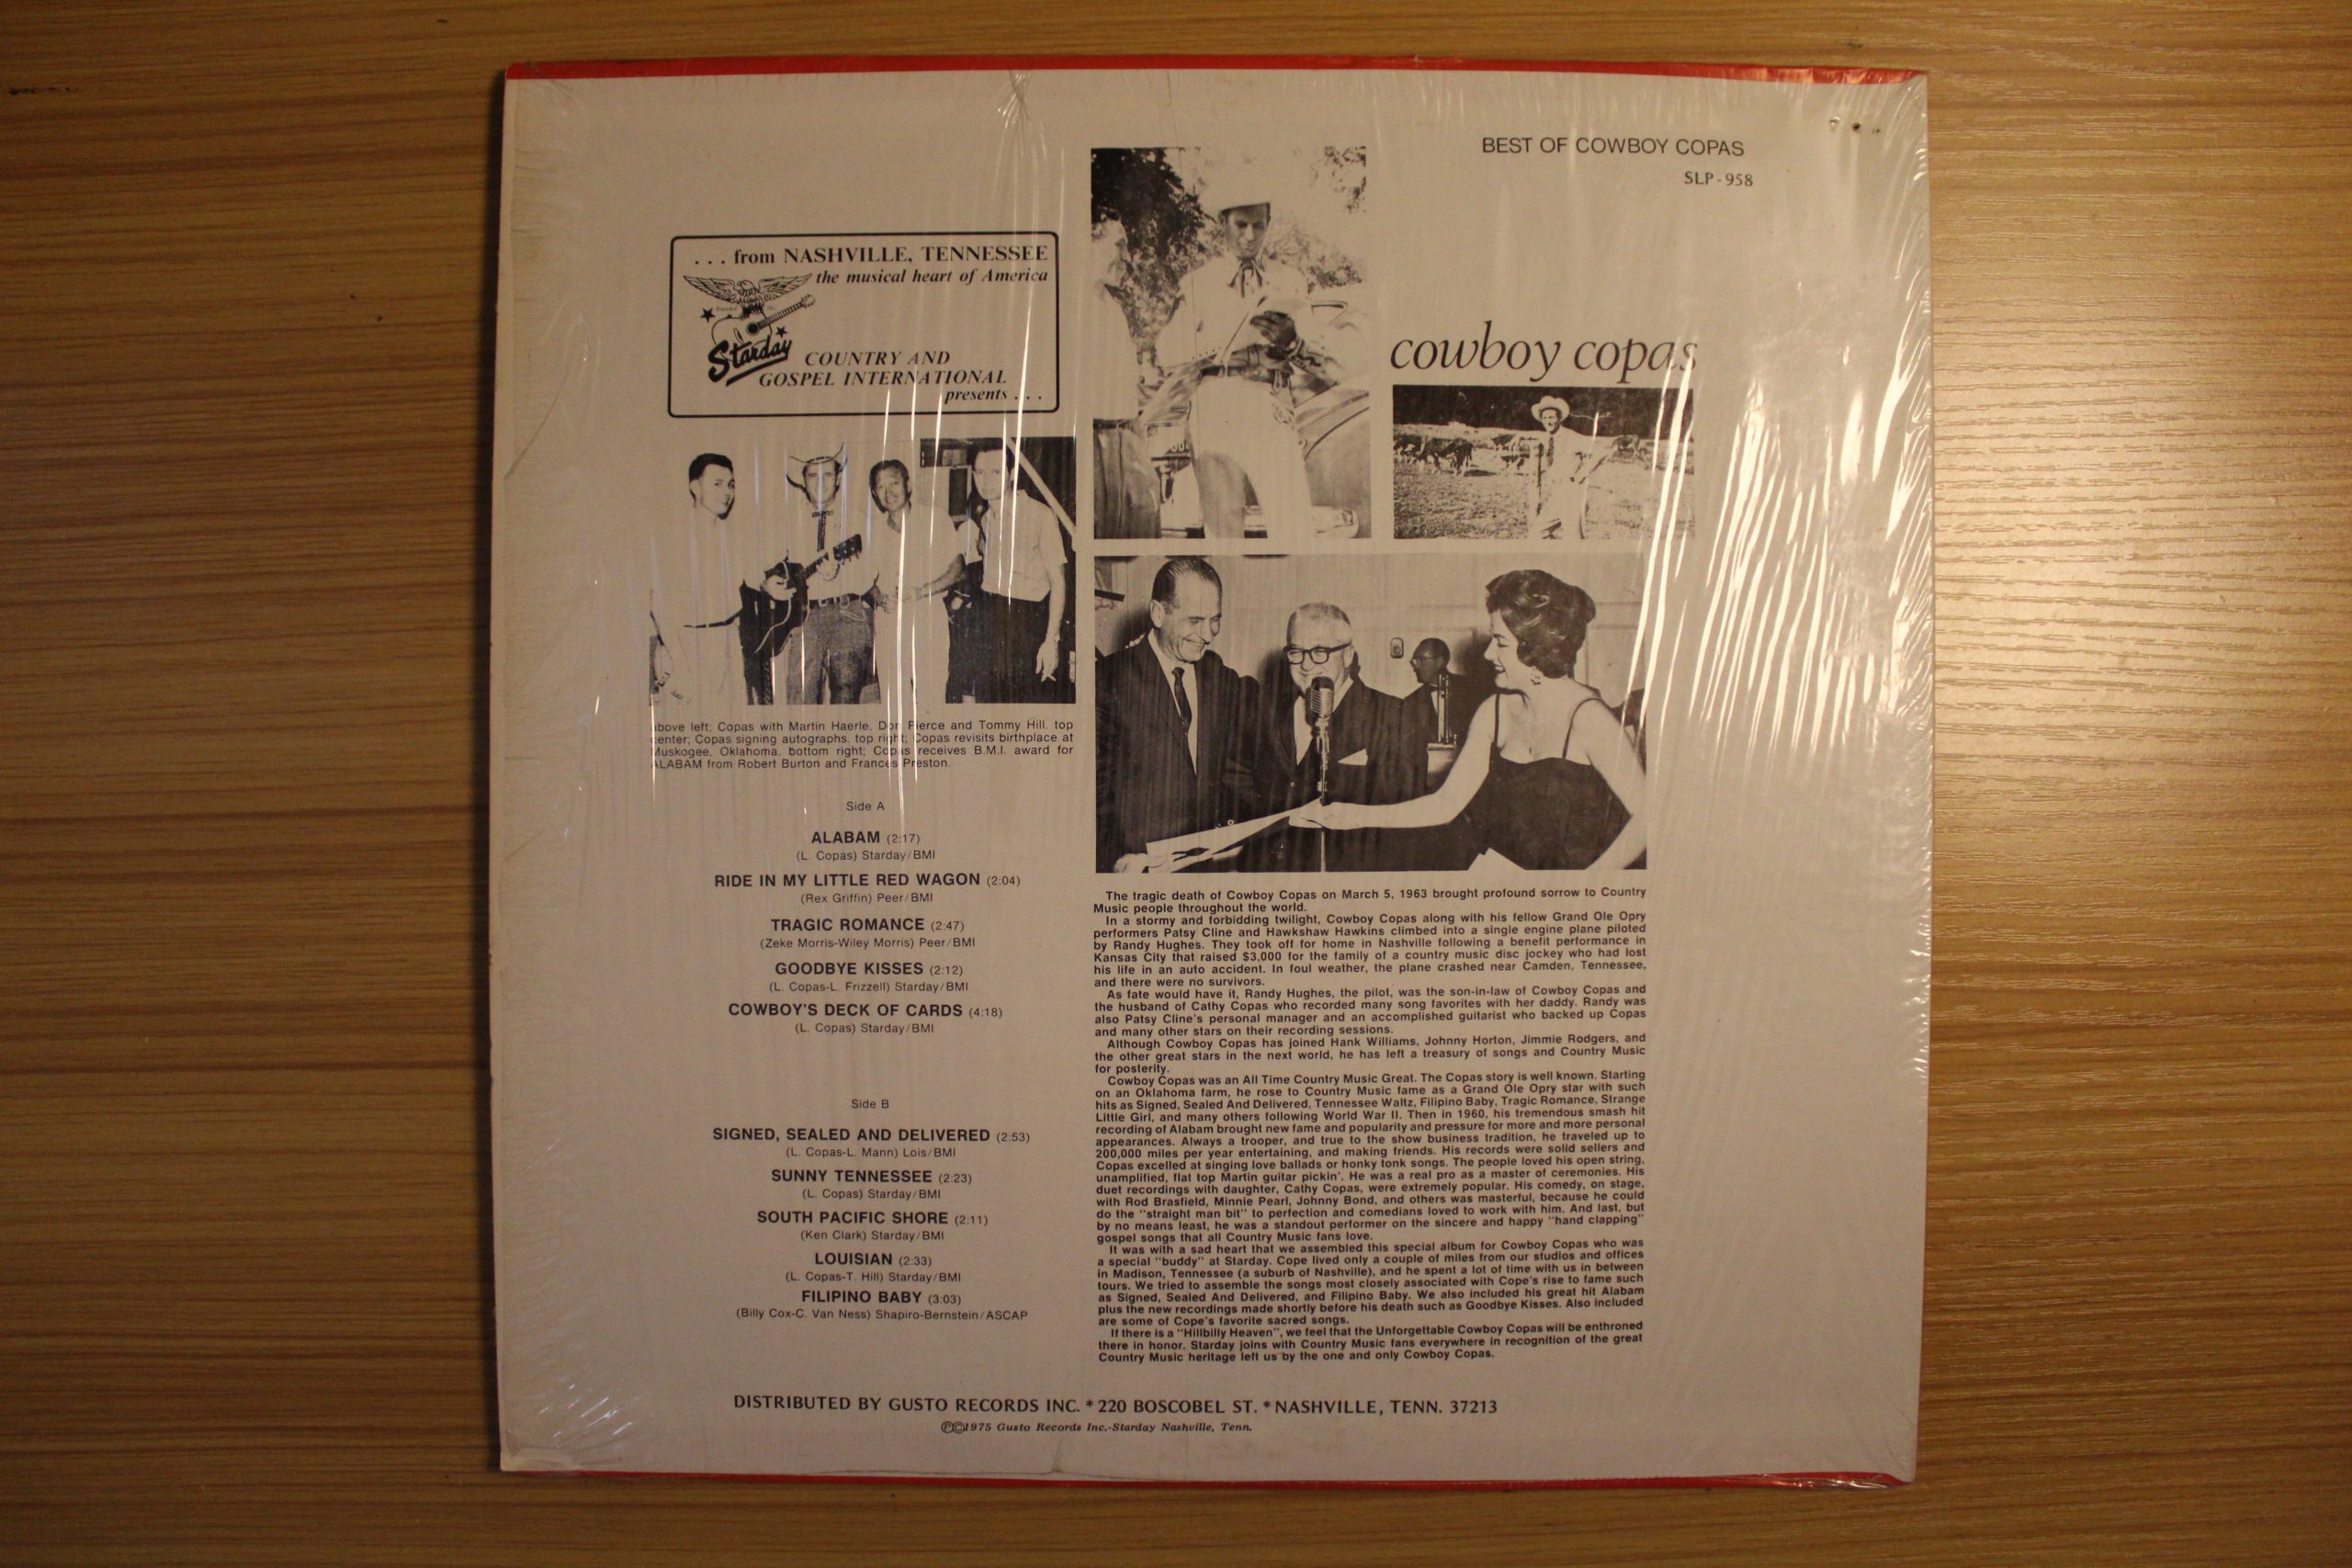 BEST OF COWBOY COPAS
SLP-958
. . . from NASHVILLE, TENNESSEE
the musical heart of America
Starday
COUNTRY AND
GOSPEL INTERNATIONAL
presents . . .
cowboy copas
above left; Copas with Martin Haerle, Don Pierce and Tommy Hill. top
center; Copas signing autographs. top right; Copas revisits birthplace at
Muskogee, Oklahoma. bottom right; Copas receives B.M.I. award for
ALABAM from Robert Burton and Frances Preston.
Side A
ALABAM (2:17)
(L. Copas) Starday/BMI
RIDE IN MY LITTLE RED WAGON (2:04)
(Rex Griffin) Peer/BMI
TRAGIC ROMANCE (2:47)
(Zeke Morris-Wiley Morris) Peer/BMI
GOODBYE KISSES (2:12)
(L. Copas-L. Frizzell) Starday/BMI
COWBOY'S DECK OF CARDS (4:18)
(L. Copas) Starday/BMI
Side B
SIGNED, SEALED AND DELIVERED (2:53)
(L. Copas-L. Mann) Lois/BMI
SUNNY TENNESSEE (2:23)
(L. Copas) Starday/BMI
SOUTH PACIFIC SHORE (2:11)
(Ken Clark) Starday/BMI
LOUISIAN (2:33)
(L. Copas-T. Hill) Starday/BMI
FILIPINO BABY (3:03)
(Billy Cox-C. Van Ness) Shapiro-Bernstein/ASCAP
The tragic death of Cowboy Copas on March 5, 1963 brought profound sorrow to Country
Music people throughout the world.
In a stormy and forbidding twilight, Cowboy Copas along with his fellow Grand Ole Opry
performers Patsy Cline and Hawkshaw Hawkins climbed into a single engine plane piloted
by Randy Hughes. They took off for home in Nashville following a benefit performance in
Kansas City that raised $3,000 for the family of a country music disc jockey who had lost
his life in an auto accident. In foul weather, the plane crashed near Camden, Tennessee,
and there were no survivors.
As fate would have it, Randy Hughes, the pilot, was the son-in-law of Cowboy Copas and
the husband of Cathy Copas who recorded many song favorites with her daddy. Randy was
also Patsy Cline's personal manager and an accomplished guitarist who backed up Copas
and many other stars on their recording sessions.
Although Cowboy Copas has joined Hank Williams, Johnny Horton, Jimmie Rodgers, and
the other great stars in the next world, he has left a treasury of songs and Country Music
for posterity.
Cowboy Copas was an All Time Country Music Great. The Copas story is well known. Starting
on an Oklahoma farm, he rose to Country Music fame as a Grand Ole Opry star with such
hits as Signed, Sealed And Delivered, Tennessee Waltz, Filipino Baby, Tragic Romance, Strange
Little Girl, and many others following World War II. Then in 1960, his tremendous smash hit
recording of Alabam brought new fame and popularity and pressure for more and more personal
appearances. Always a trooper, and true to the show business tradition, he traveled up to
200,000 miles per year entertaining, and making friends. His records were solid sellers and
Copas excelled at singing love ballads or honky tonk songs. The people loved his open string,
unamplified, flat top Martin guitar pickin'. He was a real pro as a master of ceremonies. His
duet recordings with daughter, Cathy Copas, were extremely popular. His comedy, on stage,
with Rod Brasfield, Minnie Pearl, Johnny Bond, and others was masterful, because he could
do the "straight man bit" to perfection and comedians loved to work with him. And last, but
by no means least, he was a standout performer on the sincere and happy "hand clapping"
gospel songs that all Country Music fans love.
It was with a sad heart that we assembled this special album for Cowboy Copas who was
a special "buddy" at Starday. Cope lived only a couple of miles from our studios and offices
in Madison, Tennessee (a suburb of Nashville), and he spent a lot of time with us in between
tours. We tried to assemble the songs most closely associated with Cope's rise to fame such
as Signed, Sealed And Delivered, and Filipino Baby. We also included his great hit Alabam
plus the new recordings made shortly before his death such as Goodbye Kisses. Also included
are some of Cope's favorite sacred songs.
If there is a "Hillbilly Heaven", we feel that the Unforgettable Cowboy Copas will be enthroned
there in honor. Starday joins with Country Music fans everywhere in recognition of the great
Country Music heritage left us by the one and only Cowboy Copas.
DISTRIBUTED BY GUSTO RECORDS INC. * 220 BOSCOBEL ST. * NASHVILLE, TENN. 37213
℗©1975 Gusto Records Inc.-Starday Nashville, Tenn.